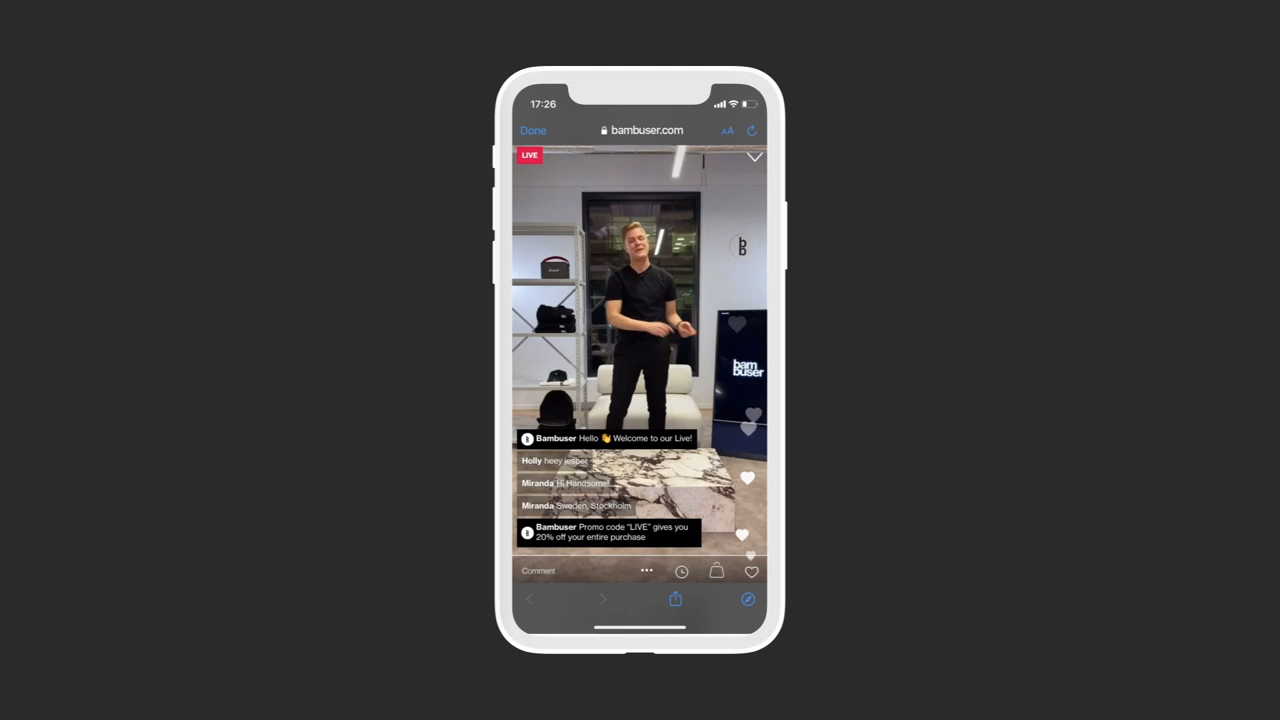 17:26
Done
bambuser.com
AA
LIVE
b
b
bam
buser
Bambuser Hello 👋 Welcome to our Live!
Holly heey jesper
Miranda Hi Handsome!
Miranda Sweden, Stockholm
Bambuser Promo code “LIVE” gives you
20% off your entire purchase
Comment